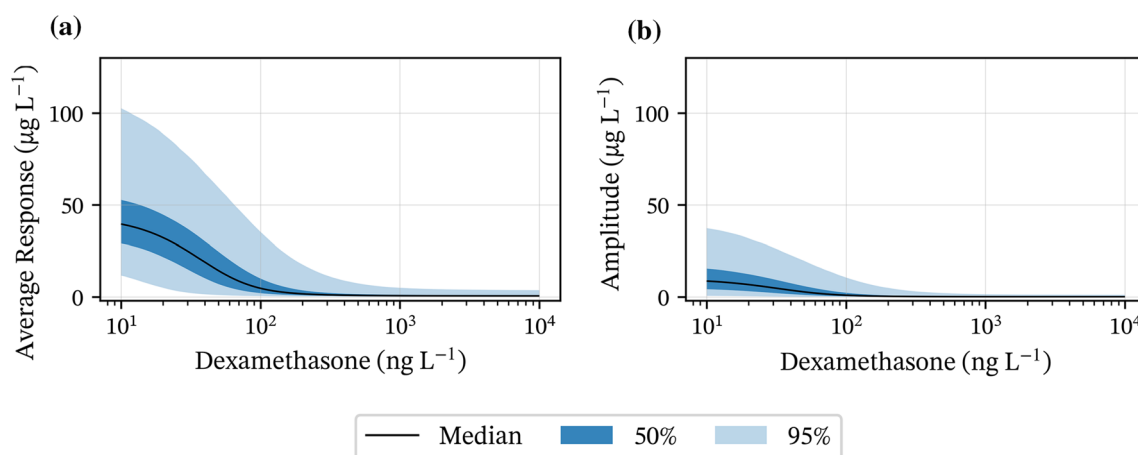 (a)
Average Response (μg L⁻¹)
100
50
0
10¹ 10² 10³ 10⁴
Dexamethasone (ng L⁻¹)
(b)
Amplitude (μg L⁻¹)
100
50
0
10¹ 10² 10³ 10⁴
Dexamethasone (ng L⁻¹)
Median 50% 95%